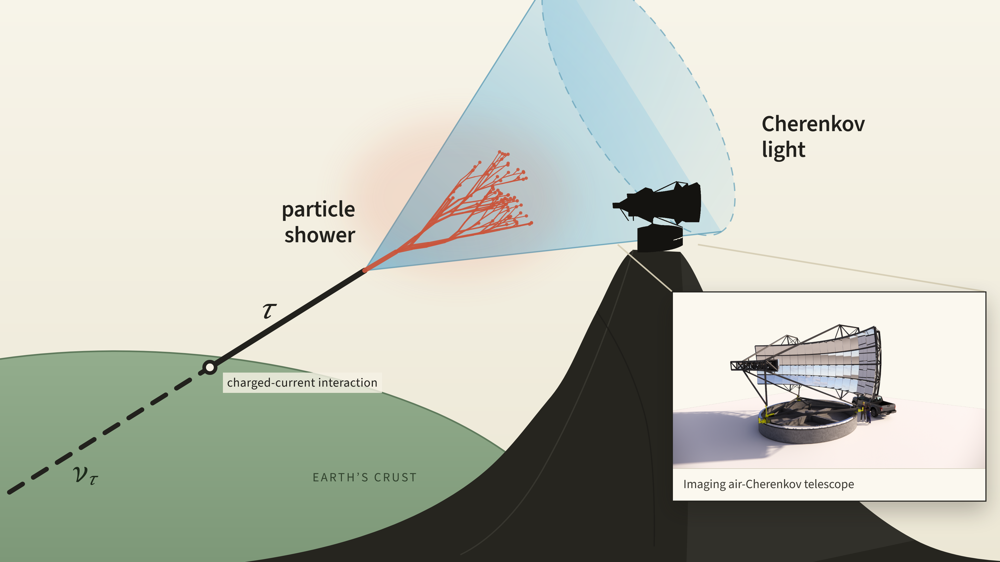 Cherenkov
light
particle
shower
τ
charged-current interaction
ντ
EARTH’S CRUST
Imaging air-Cherenkov telescope